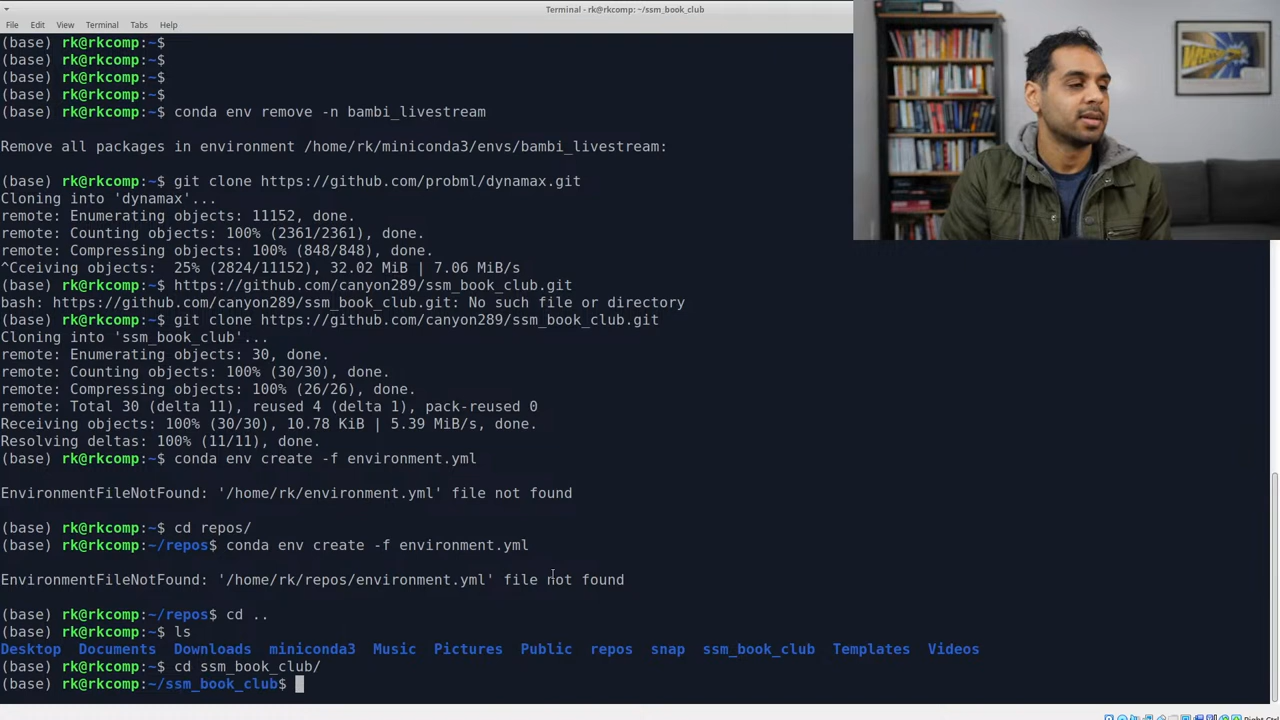 Terminal - rk@rkcomp: ~/ssm_book_club
File Edit View Terminal Tabs Help
(base) rk@rkcomp:~$
(base) rk@rkcomp:~$
(base) rk@rkcomp:~$
(base) rk@rkcomp:~$
(base) rk@rkcomp:~$ conda env remove -n bambi_livestream
Remove all packages in environment /home/rk/miniconda3/envs/bambi_livestream:
(base) rk@rkcomp:~$ git clone https://github.com/probml/dynamax.git
Cloning into 'dynamax'...
remote: Enumerating objects: 11152, done.
remote: Counting objects: 100% (2361/2361), done.
remote: Compressing objects: 100% (848/848), done.
^Cceiving objects:  25% (2824/11152), 32.02 MiB | 7.06 MiB/s
(base) rk@rkcomp:~$ https://github.com/canyon289/ssm_book_club.git
bash: https://github.com/canyon289/ssm_book_club.git: No such file or directory
(base) rk@rkcomp:~$ git clone https://github.com/canyon289/ssm_book_club.git
Cloning into 'ssm_book_club'...
remote: Enumerating objects: 30, done.
remote: Counting objects: 100% (30/30), done.
remote: Compressing objects: 100% (26/26), done.
remote: Total 30 (delta 11), reused 4 (delta 1), pack-reused 0
Receiving objects: 100% (30/30), 10.78 KiB | 5.39 MiB/s, done.
Resolving deltas: 100% (11/11), done.
(base) rk@rkcomp:~$ conda env create -f environment.yml
EnvironmentFileNotFound: '/home/rk/environment.yml' file not found
(base) rk@rkcomp:~$ cd repos/
(base) rk@rkcomp:~/repos$ conda env create -f environment.yml
EnvironmentFileNotFound: '/home/rk/repos/environment.yml' file not found
(base) rk@rkcomp:~/repos$ cd ..
(base) rk@rkcomp:~$ ls
Desktop  Documents  Downloads  miniconda3  Music  Pictures  Public  repos  snap  ssm_book_club  Templates  Videos
(base) rk@rkcomp:~$ cd ssm_book_club/
(base) rk@rkcomp:~/ssm_book_club$
Right Ctrl